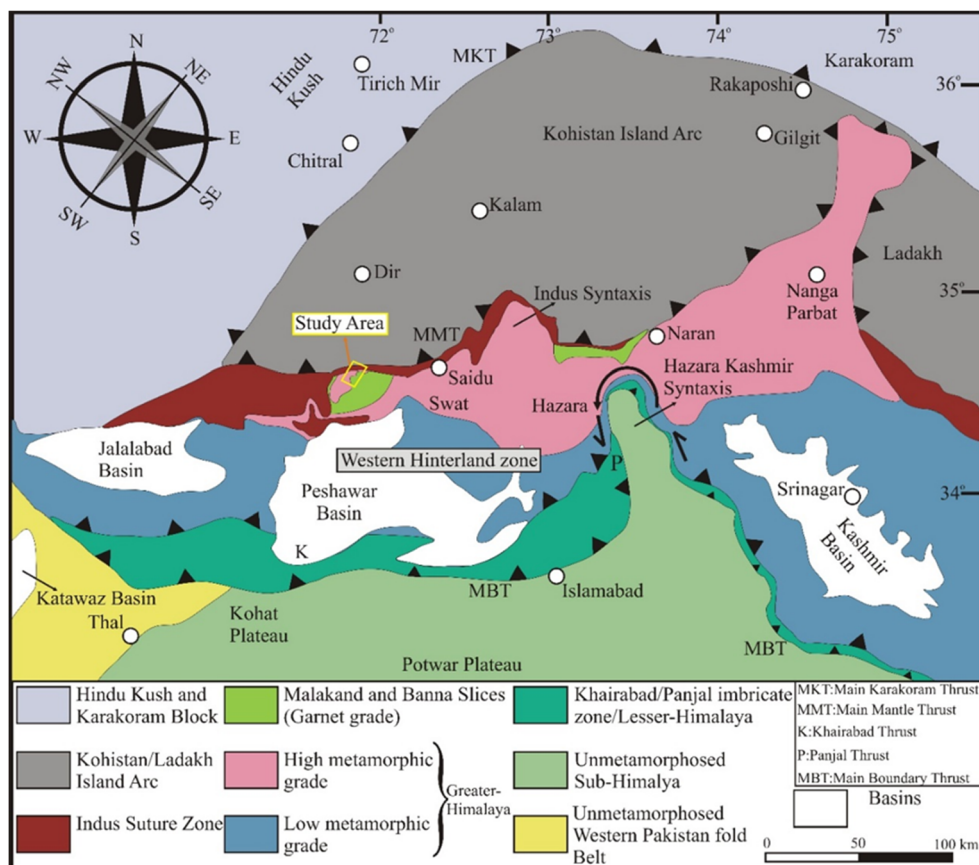 72°
73°
74°
75°
N
NE
E
SE
S
SW
W
NW
Hindu
Kush
Tirich Mir
MKT
Karakoram
Rakaposhi
36°
Kohistan Island Arc
Gilgit
Chitral
Kalam
Ladakh
Dir
Indus Syntaxis
Nanga
Parbat
35°
Study Area
MMT
Naran
Saidu
Swat
Hazara Kashmir
Syntaxis
Hazara
Jalalabad
Basin
Western Hinterland zone
P
Peshawar
Basin
Srinagar
34°
Kashmir
Basin
K
Katawaz Basin
Thal
MBT
Islamabad
Kohat
Plateau
MBT
Potwar Plateau
Hindu Kush and
Karakoram Block
Malakand and Banna Slices
(Garnet grade)
Khairabad/Panjal imbricate
zone/Lesser-Himalaya
MKT:Main Karakoram Thrust
MMT:Main Mantle Thrust
K:Khairabad Thrust
P:Panjal Thrust
MBT:Main Boundary Thrust
Kohistan/Ladakh
Island Arc
High metamorphic
grade
Greater-
Himalaya
Unmetamorphosed
Sub-Himalya
Basins
Indus Suture Zone
Low metamorphic
grade
Unmetamorphosed
Western Pakistan fold
Belt
0 50 100 km